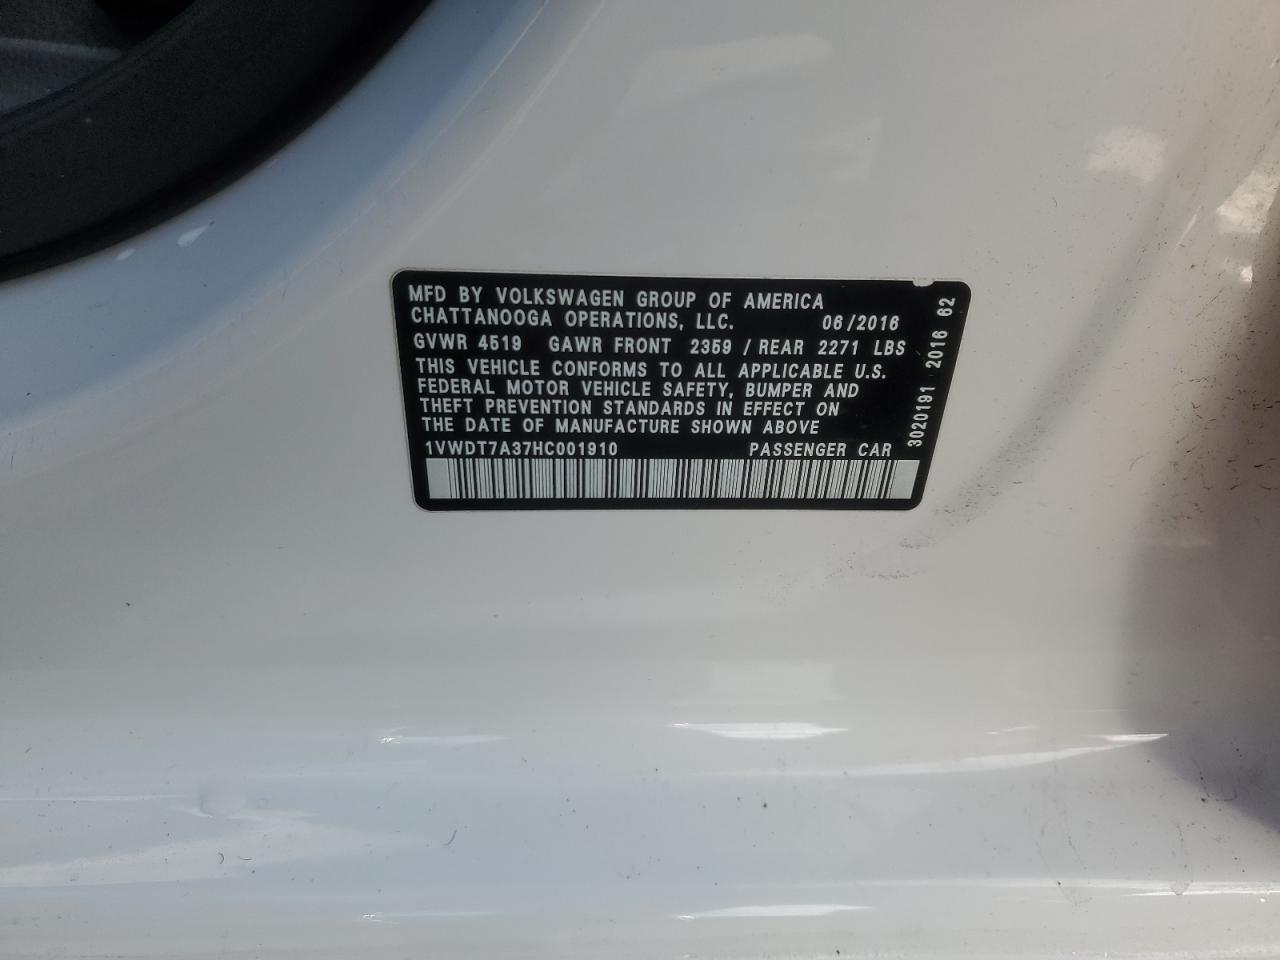 MFD BY VOLKSWAGEN GROUP OF AMERICA
CHATTANOOGA OPERATIONS, LLC. 06/2016
GVWR 4519 GAWR FRONT 2359 / REAR 2271 LBS
THIS VEHICLE CONFORMS TO ALL APPLICABLE U.S.
FEDERAL MOTOR VEHICLE SAFETY, BUMPER AND
THEFT PREVENTION STANDARDS IN EFFECT ON
THE DATE OF MANUFACTURE SHOWN ABOVE
1VWDT7A37HC001910 PASSENGER CAR
3020191 2016 62